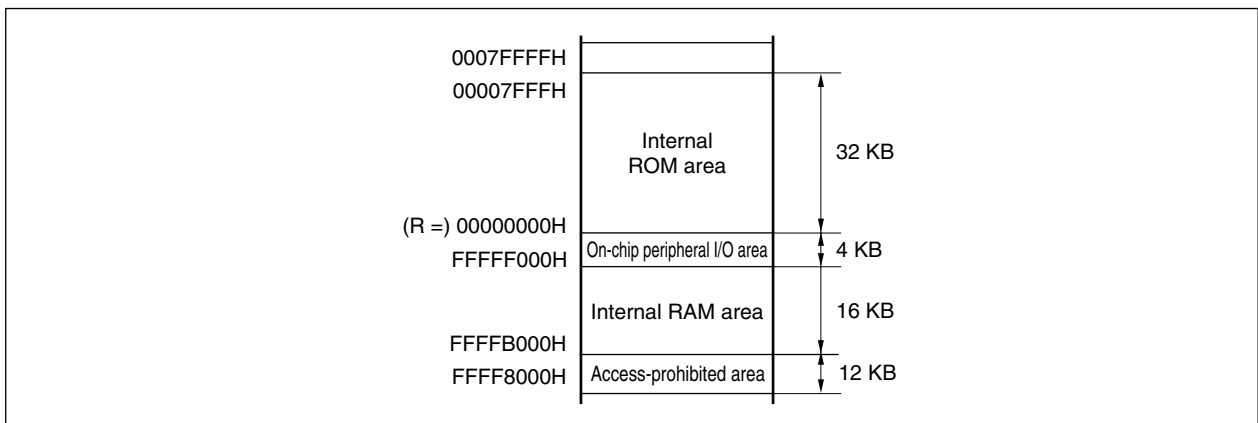 0007FFFFH
00007FFFH
Internal
ROM area
32 KB
(R =) 00000000H
On-chip peripheral I/O area
4 KB
FFFFF000H
Internal RAM area
16 KB
FFFFB000H
Access-prohibited area
12 KB
FFFF8000H